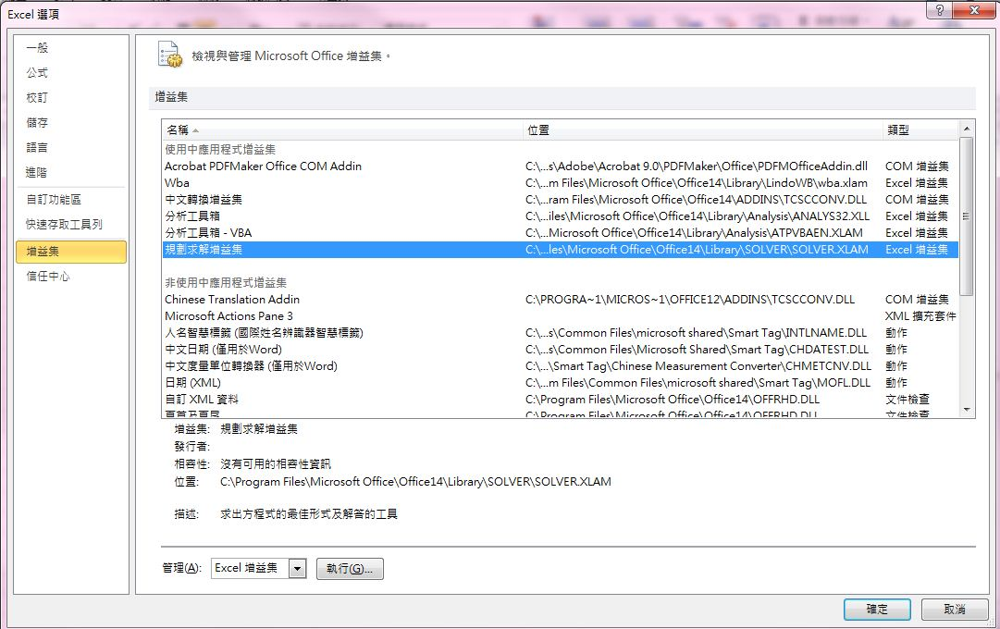 Excel 選項
一般
公式
校訂
儲存
語言
進階
自訂功能區
快速存取工具列
增益集
信任中心
檢視與管理 Microsoft Office 增益集。
增益集
名稱 位置 類型
使用中應用程式增益集
Acrobat PDFMaker Office COM Addin C:\...s\Adobe\Acrobat 9.0\PDFMaker\Office\PDFMOfficeAddin.dll COM 增益集
Wba C:\...m Files\Microsoft Office\Office14\Library\LindoWB\wba.xlam Excel 增益集
中文轉換增益集 C:\...ram Files\Microsoft Office\Office14\ADDINS\TCSCCONV.DLL COM 增益集
分析工具箱 C:\...iles\Microsoft Office\Office14\Library\Analysis\ANALYS32.XLL Excel 增益集
分析工具箱 - VBA C:\...Microsoft Office\Office14\Library\Analysis\ATPVBAEN.XLAM Excel 增益集
規劃求解增益集 C:\...les\Microsoft Office\Office14\Library\SOLVER\SOLVER.XLAM Excel 增益集
非使用中應用程式增益集
Chinese Translation Addin C:\PROGRA~1\MICROS~1\OFFICE12\ADDINS\TCSCCONV.DLL COM 增益集
Microsoft Actions Pane 3 XML 擴充套件
人名智慧標籤 (國際姓名辨識器智慧標籤) C:\...s\Common Files\microsoft shared\Smart Tag\INTLNAME.DLL 動作
中文日期 (僅用於Word) C:\...s\Common Files\Microsoft Shared\Smart Tag\CHDATEST.DLL 動作
中文度量單位轉換器 (僅用於Word) C:\...\Smart Tag\Chinese Measurement Converter\CHMETCNV.DLL 動作
日期 (XML) C:\...m Files\Common Files\microsoft shared\Smart Tag\MOFL.DLL 動作
自訂 XML 資料 C:\Program Files\Microsoft Office\Office14\OFFRHD.DLL 文件檢查
頁首及頁尾 C:\Program Files\Microsoft Office\Office14\OFFRHD.DLL 文件檢查
增益集: 規劃求解增益集
發行者:
相容性: 沒有可用的相容性資訊
位置: C:\Program Files\Microsoft Office\Office14\Library\SOLVER\SOLVER.XLAM
描述: 求出方程式的最佳形式及解答的工具
管理(A): Excel 增益集 執行(G)...
確定 取消